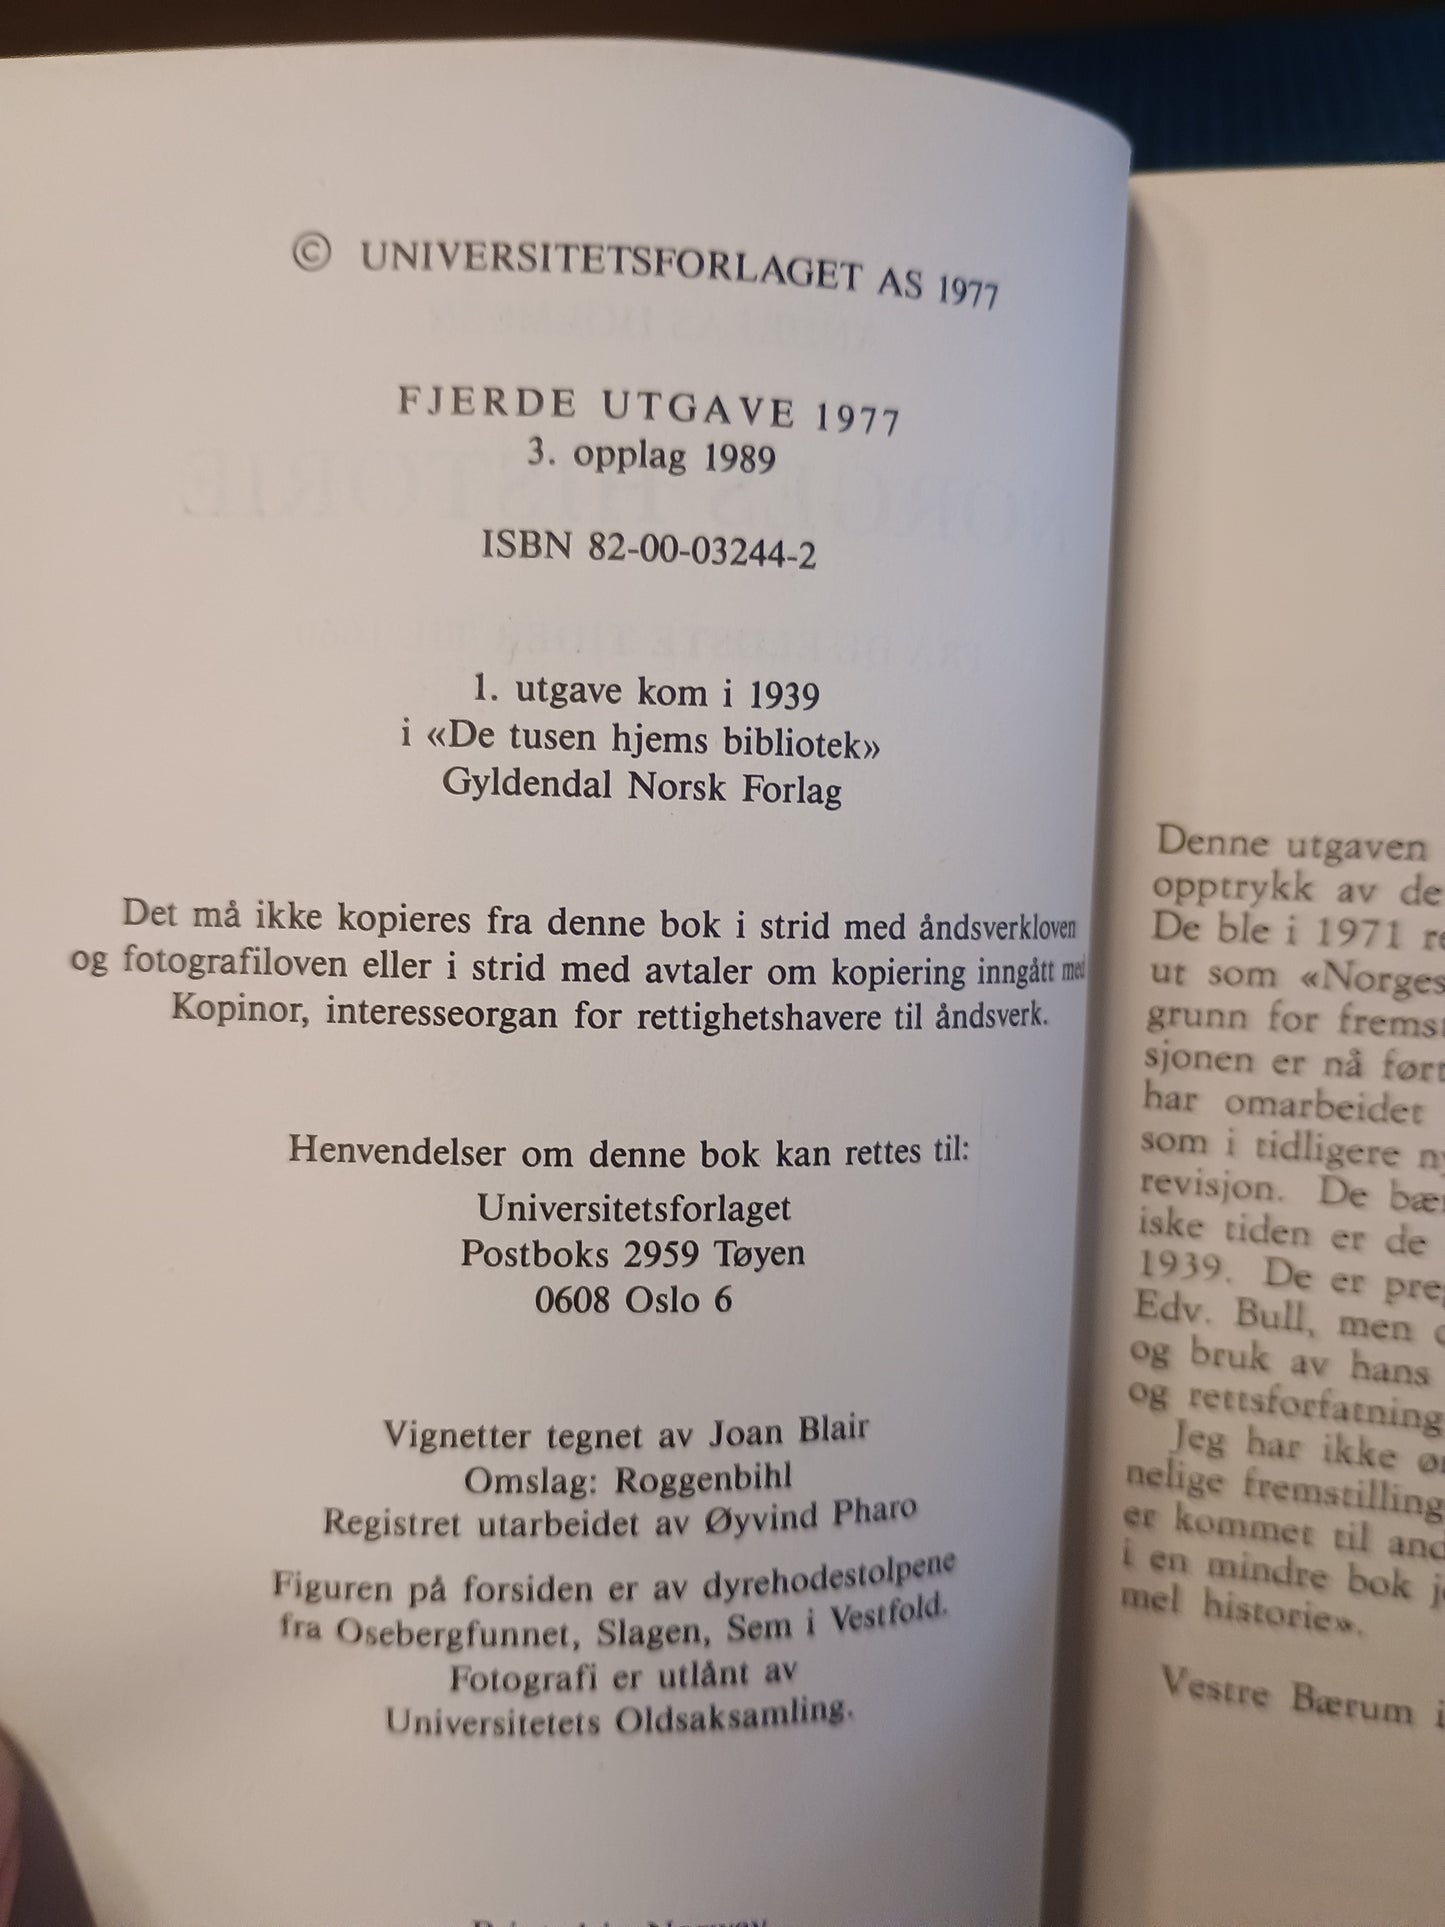 © UNIVERSITETSFORLAGET AS 1977
FJERDE UTGAVE 1977
3. opplag 1989
ISBN 82-00-03244-2
1. utgave kom i 1939
i «De tusen hjems bibliotek»
Gyldendal Norsk Forlag
Det må ikke kopieres fra denne bok i strid med åndsverkloven
og fotografiloven eller i strid med avtaler om kopiering inngått med
Kopinor, interesseorgan for rettighetshavere til åndsverk.
Henvendelser om denne bok kan rettes til:
Universitetsforlaget
Postboks 2959 Tøyen
0608 Oslo 6
Vignetter tegnet av Joan Blair
Omslag: Roggenbihl
Registret utarbeidet av Øyvind Pharo
Figuren på forsiden er av dyrehodestolpene
fra Osebergfunnet, Slagen, Sem i Vestfold.
Fotografi er utlånt av
Universitetets Oldsaksamling.
Denne utgaven
opptrykk av de
De ble i 1971
ut som «Norges
grunn for
sjonen er nå ført
har omarbeidet
som i tidligere
revisjon. De
iske tiden er de
1939. De er
Edv. Bull, men
og bruk av hans
og rettsforfatning
Jeg har ikke
nelige fremstilling
er kommet til
i en mindre bok
mel historie».
Vestre Bærum i